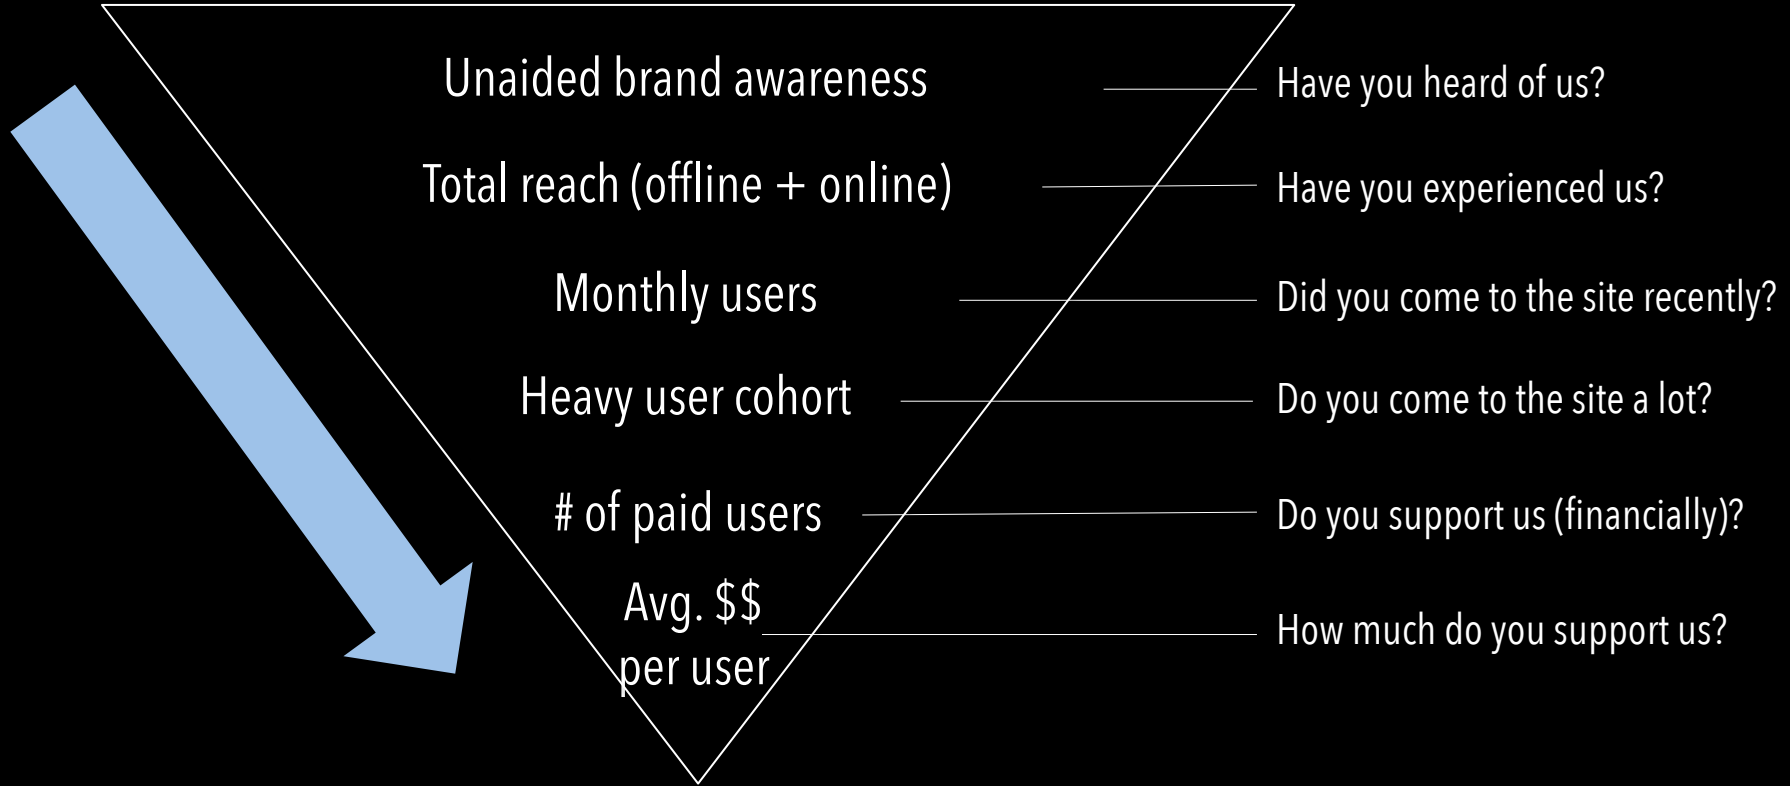 Unaided brand awareness
Have you heard of us?
Total reach (offline + online)
Have you experienced us?
Monthly users
Did you come to the site recently?
Heavy user cohort
Do you come to the site a lot?
# of paid users
Do you support us (financially)?
Avg. $$
per user
How much do you support us?